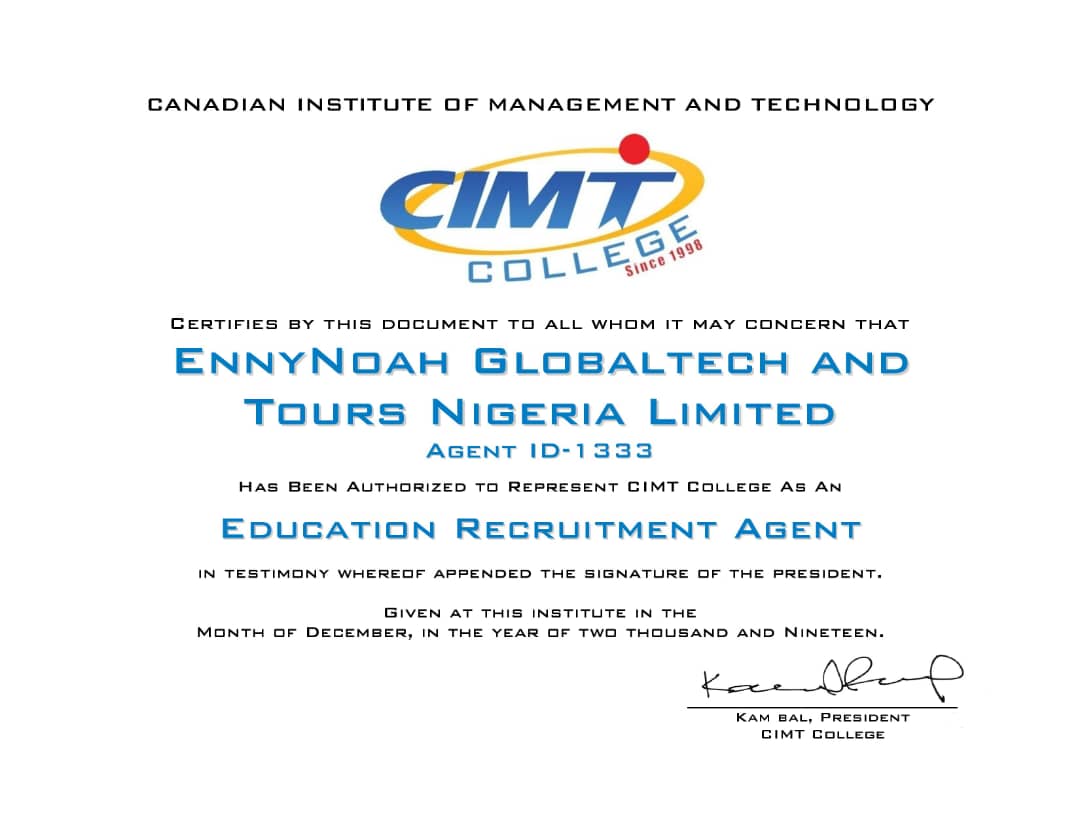 CANADIAN INSTITUTE OF MANAGEMENT AND TECHNOLOGY
CIMT
COLLEGE
Since 1998
CERTIFIES BY THIS DOCUMENT TO ALL WHOM IT MAY CONCERN THAT
ENNYNOAH GLOBALTECH AND
TOURS NIGERIA LIMITED
AGENT ID-1333
HAS BEEN AUTHORIZED TO REPRESENT CIMT COLLEGE AS AN
EDUCATION RECRUITMENT AGENT
IN TESTIMONY WHEREOF APPENDED THE SIGNATURE OF THE PRESIDENT.
GIVEN AT THIS INSTITUTE IN THE
MONTH OF DECEMBER, IN THE YEAR OF TWO THOUSAND AND NINETEEN.
KAM BAL, PRESIDENT
CIMT COLLEGE